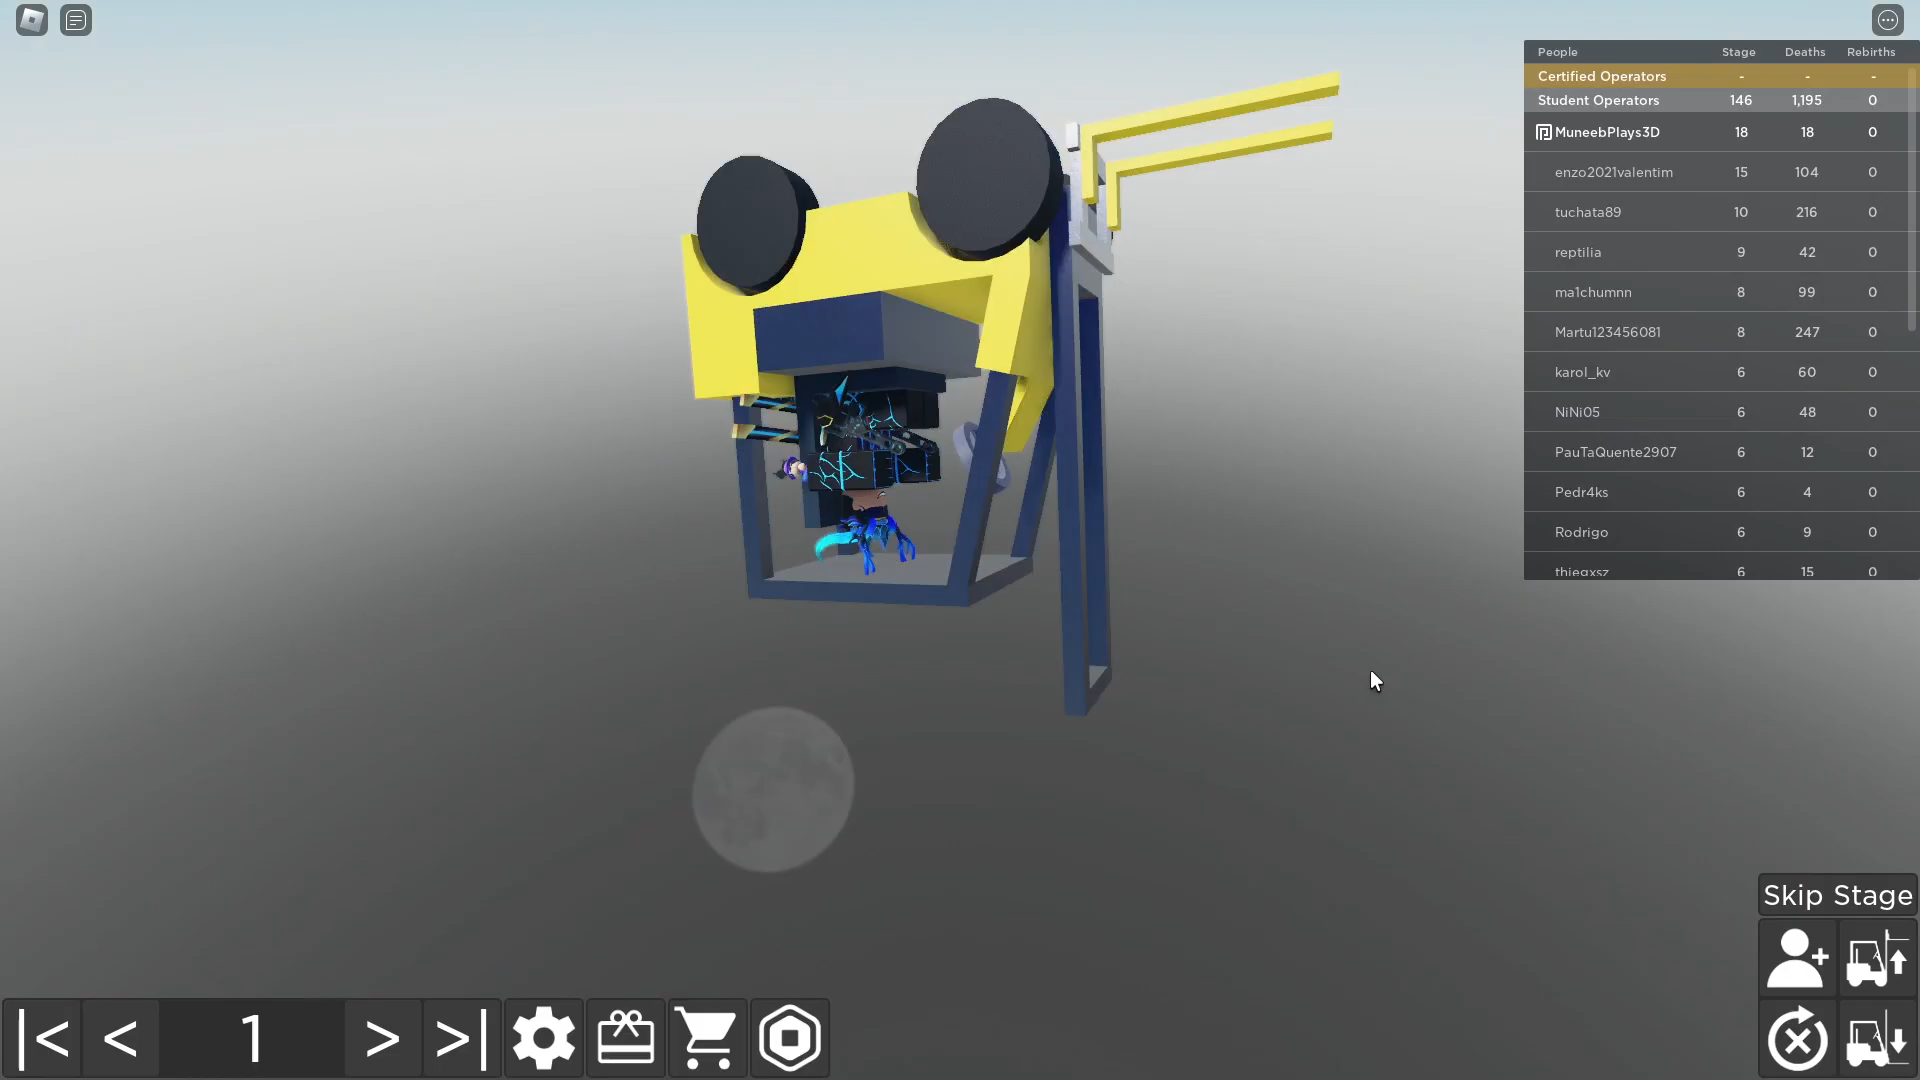 People Stage Deaths Rebirths
Certified Operators - - -
Student Operators 146 1,195 0
MuneebPlays3D 18 18 0
enzo2021valentim 15 104 0
tuchata89 10 216 0
reptilia 9 42 0
ma1chumnn 8 99 0
Martu123456081 8 247 0
karol_kv 6 60 0
NiNi05 6 48 0
PauTaQuente2907 6 12 0
Pedr4ks 6 4 0
Rodrigo 6 9 0
thiegxsz 6 15 0
Skip Stage
|< < 1 > >|